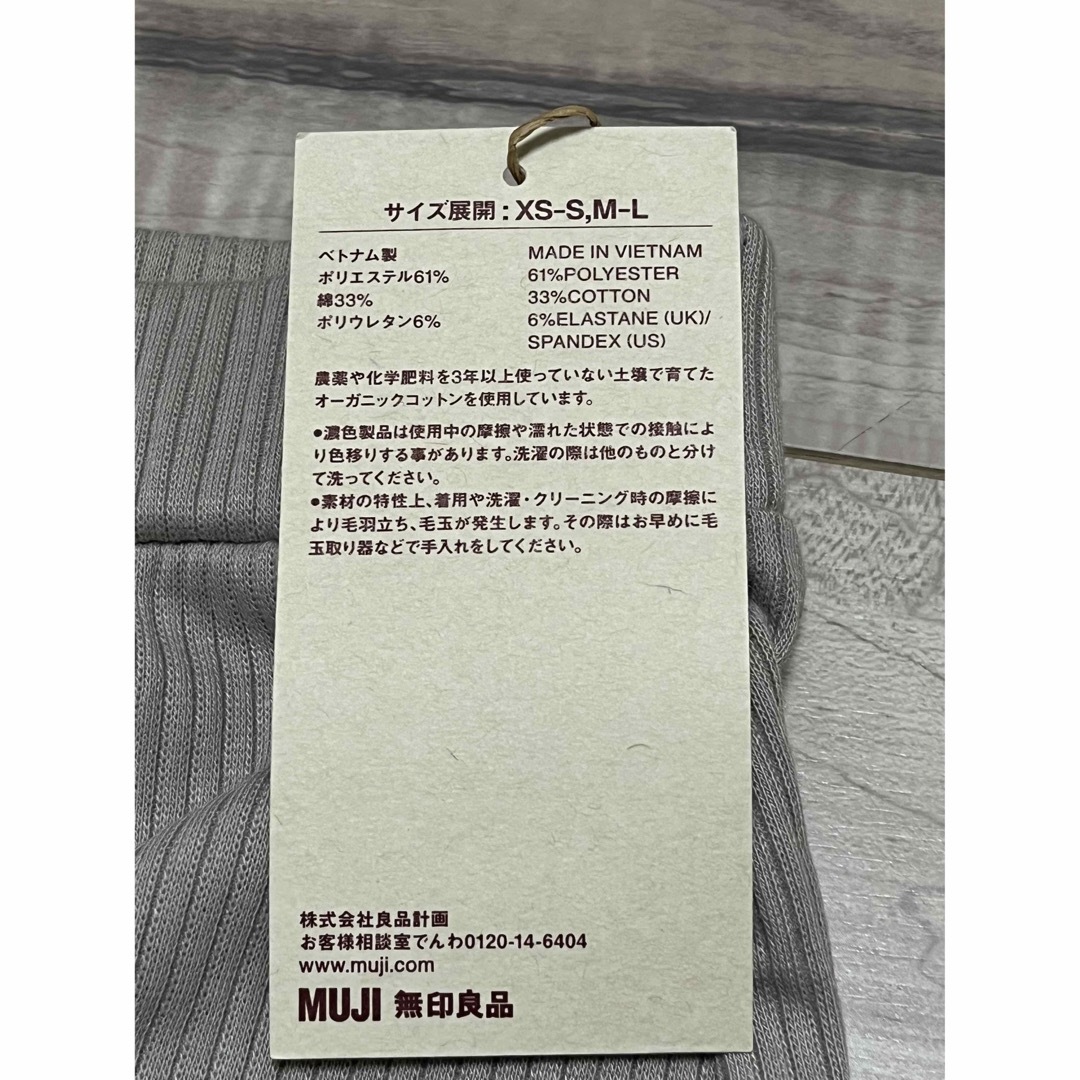 サイズ展開:XS-S,M-L
ベトナム製
ポリエステル61%
綿33%
ポリウレタン6%
MADE IN VIETNAM
61%POLYESTER
33%COTTON
6%ELASTANE (UK)/
SPANDEX (US)
農薬や化学肥料を3年以上使っていない土壌で育てた
オーガニックコットンを使用しています。
●濃色製品は使用中の摩擦や濡れた状態での接触によ
り色移りする事があります。洗濯の際は他のものと分け
て洗ってください。
●素材の特性上、着用や洗濯・クリーニング時の摩擦に
より毛羽立ち、毛玉が発生します。その際はお早めに毛
玉取り器などで手入れをしてください。
株式会社良品計画
お客様相談室でんわ0120-14-6404
www.muji.com
MUJI 無印良品